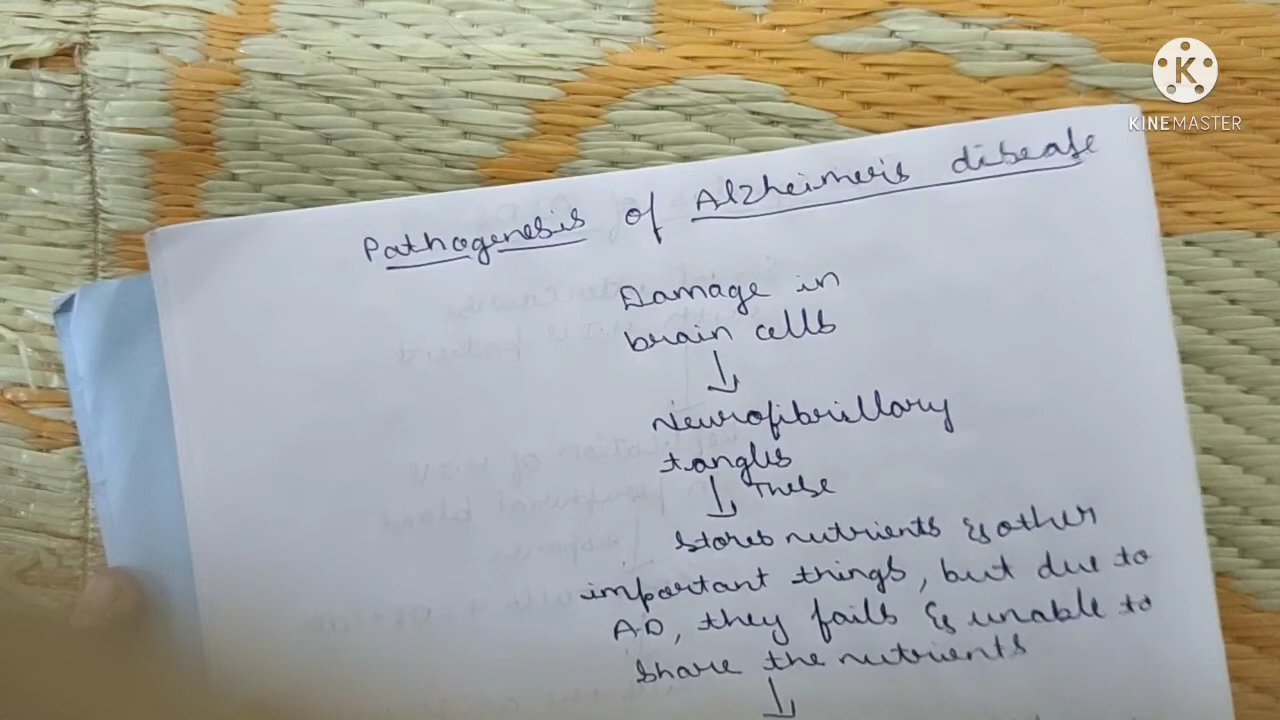 KINEMASTER
Pathogenesis of Alzheimer's disease
Damage in
brain cells
Neurofibrillary
tangles
These
stores nutrients & other
important things, but due to
AD, they fails & unable to
share the nutrients